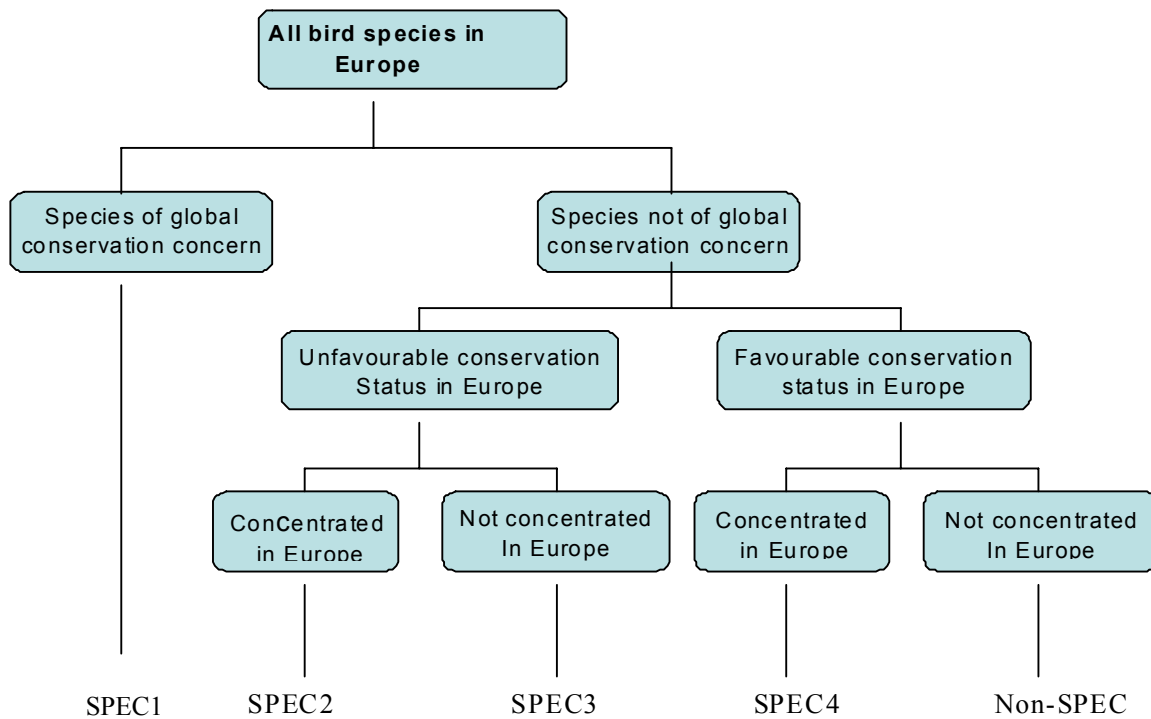 All bird species in
Europe
Species of global
conservation concern
Species not of global
conservation concern
Unfavourable conservation
Status in Europe
Favourable conservation
status in Europe
Concentrated
in Europe
Not concentrated
In Europe
Concentrated
in Europe
Not concentrated
In Europe
SPEC1
SPEC2
SPEC3
SPEC4
Non-SPEC